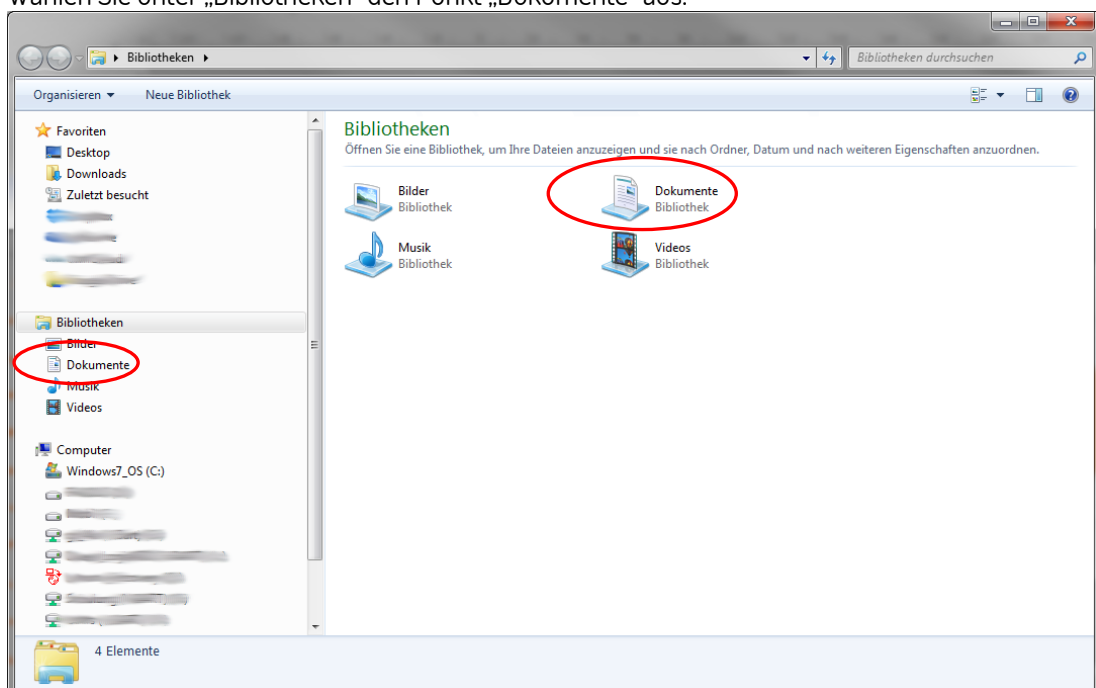 Wählen Sie unter „Bibliotheken“ den Punkt „Dokumente“ aus.
Bibliotheken
Bibliotheken durchsuchen
Organisieren
Neue Bibliothek
Favoriten
Desktop
Downloads
Zuletzt besucht
Bibliotheken
Bilder
Dokumente
Musik
Videos
Computer
Windows7_OS (C:)
Bibliotheken
Öffnen Sie eine Bibliothek, um Ihre Dateien anzuzeigen und sie nach Ordner, Datum und nach weiteren Eigenschaften anzuordnen.
Bilder
Bibliothek
Dokumente
Bibliothek
Musik
Bibliothek
Videos
Bibliothek
4 Elemente